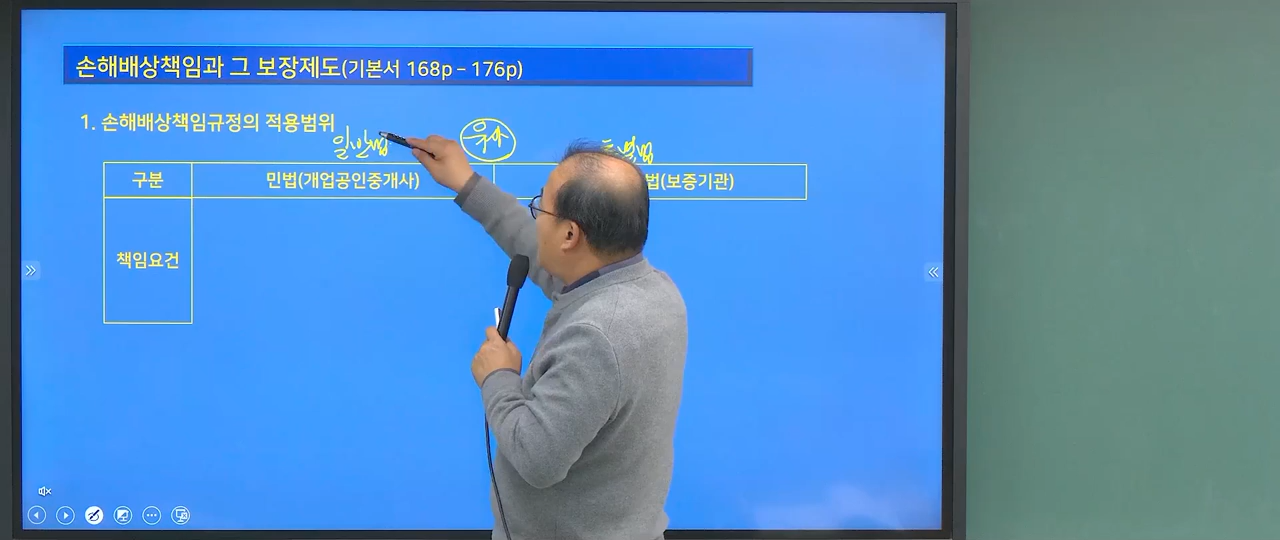 손해배상책임과 그 보장제도(기본서 168p – 176p)
1. 손해배상책임규정의 적용범위
일반법
구분 민법(개업공인중개사) 법(보증기관)
책임요건